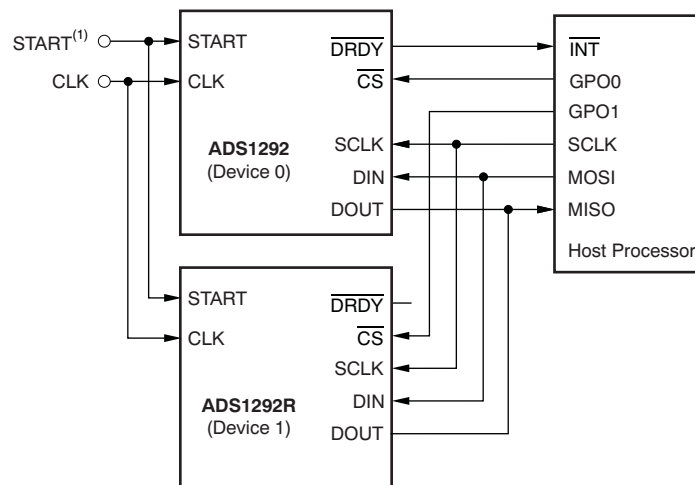 START(1)
CLK
START
CLK
ADS1292
(Device 0)
DRDY
CS
SCLK
DIN
DOUT
INT
GPO0
GPO1
SCLK
MOSI
MISO
Host Processor
START
CLK
ADS1292R
(Device 1)
DRDY
CS
SCLK
DIN
DOUT